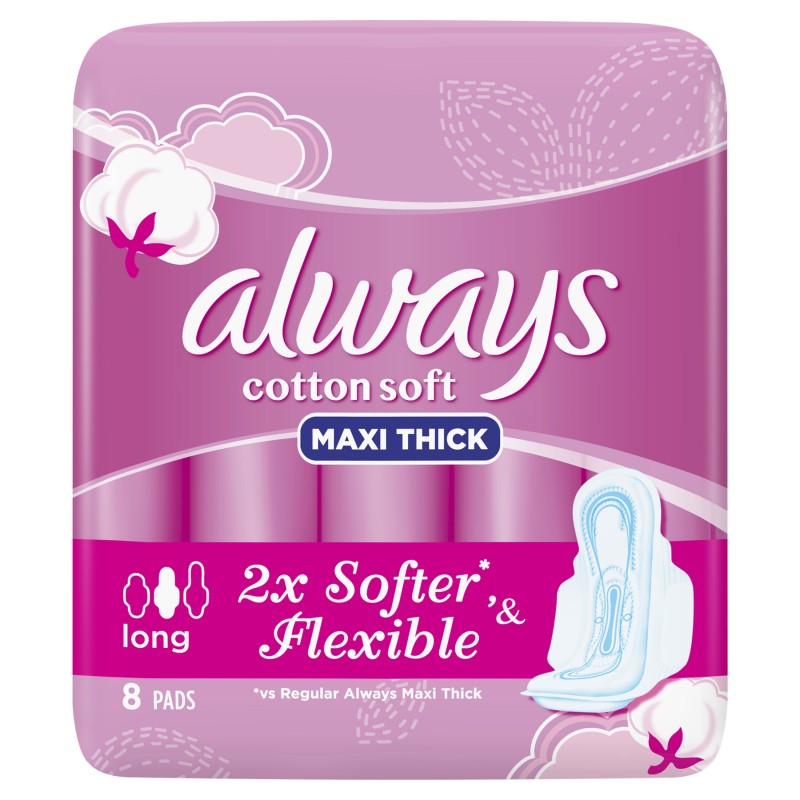 always
cotton soft
MAXI THICK
2x Softer*
’&
Flexible
long
8 PADS
*vs Regular Always Maxi Thick